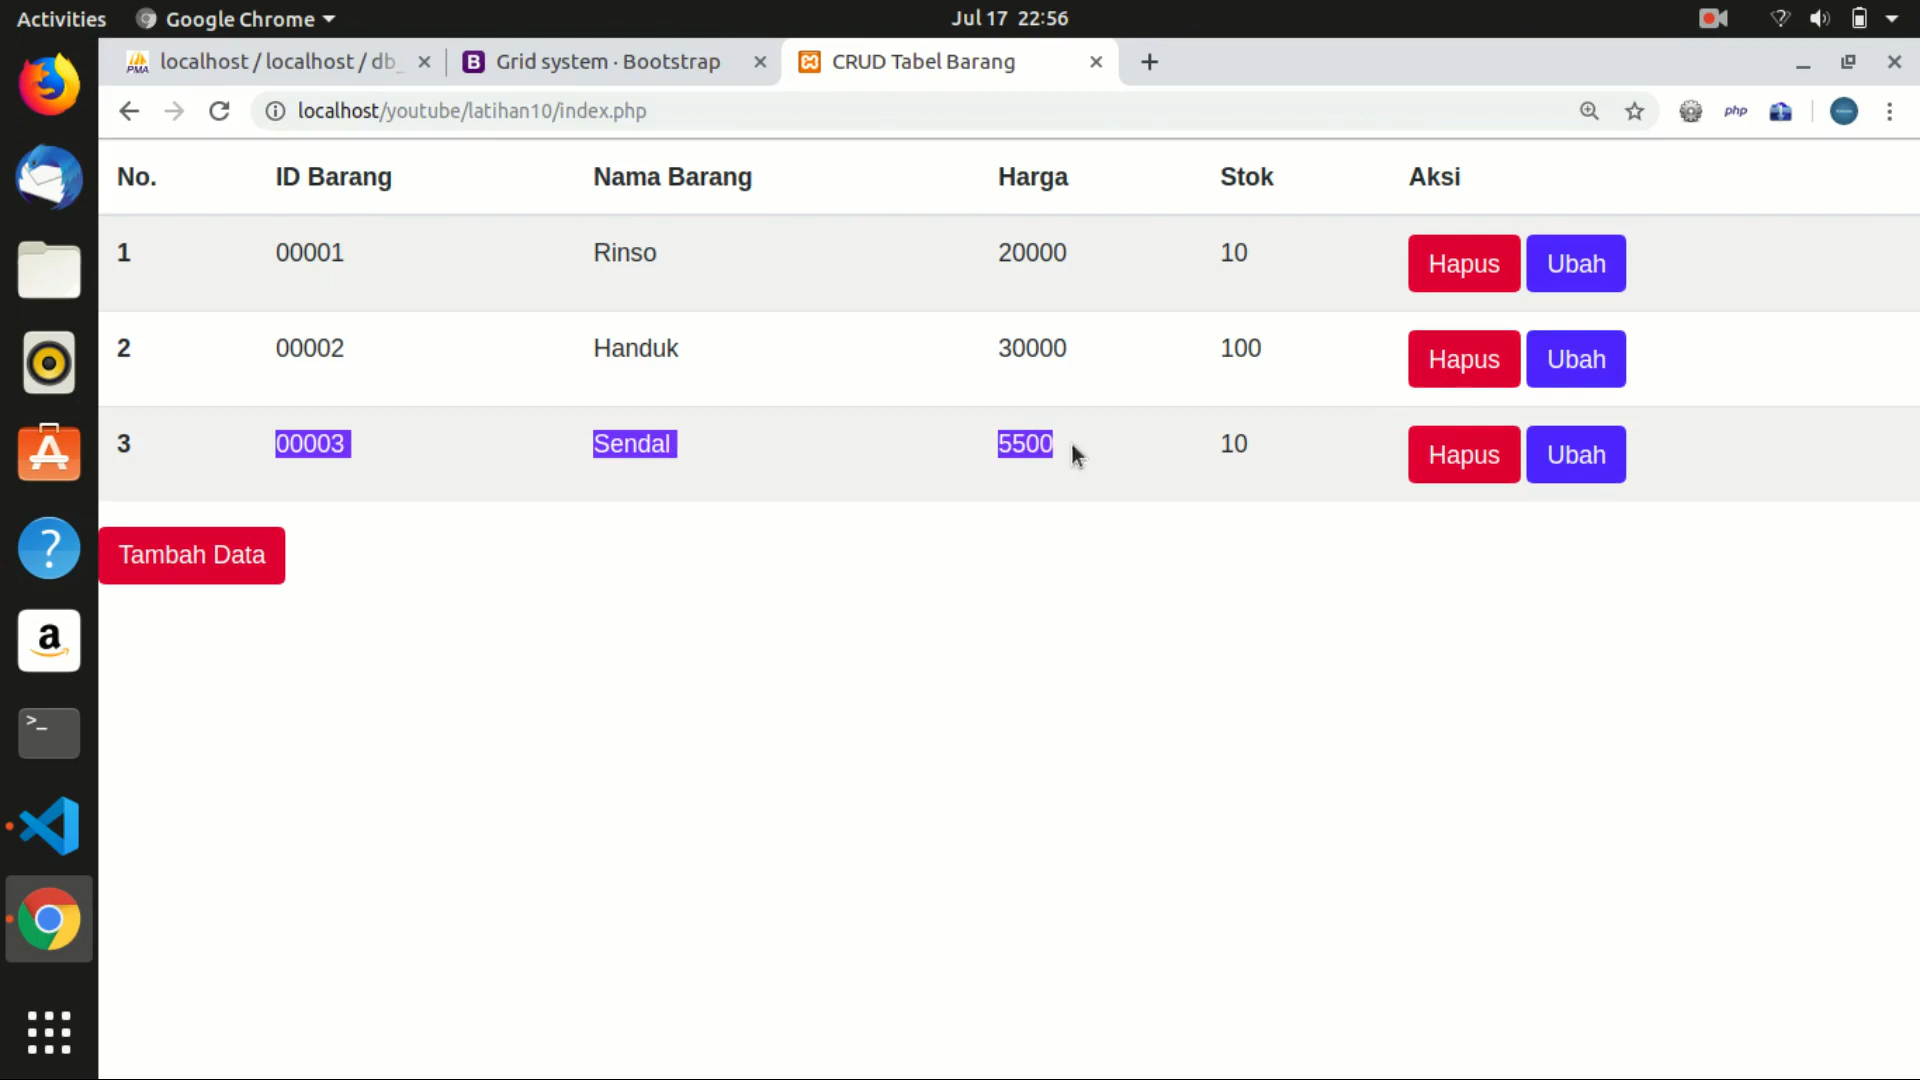 Activities Google Chrome Jul 17 22:56
localhost / localhost / db_ Grid system · Bootstrap CRUD Tabel Barang
localhost/youtube/latihan10/index.php php
No. ID Barang Nama Barang Harga Stok Aksi
1 00001 Rinso 20000 10 Hapus Ubah
2 00002 Handuk 30000 100 Hapus Ubah
3 00003 Sendal 5500 10 Hapus Ubah
Tambah Data